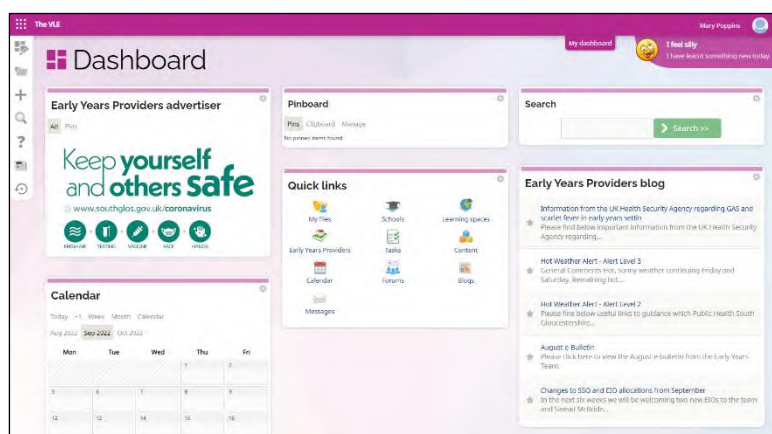 The VLE
Mary Poppins
My dashboard
I feel silly
I have learnt something new today.
Dashboard
Early Years Providers advertiser
Ad Pins
Keep yourself
and others safe
www.southglos.gov.uk/coronavirus
FRESH AIR TESTING VACCINE FACE HANDS
Calendar
Today -1 Week Month Calendar
Aug 2022 Sep 2022 Oct 2022
Mon Tue Wed Thu Fri
1 2
5 6 7 8 9
12 13 14 15 16
Pinboard
Pins Clipboard Manage
No pinned items found
Quick links
My files Schools Learning spaces
Early Years Providers Tasks Content
Calendar Forums Blogs
Messages
Search
Search >>
Early Years Providers blog
Information from the UK Health Security Agency regarding GAS and
scarlet fever in early years settin
Please find below important information from the UK Health Security
Agency regarding...
Hot Weather Alert - Alert Level 3
General Comments Hot, sunny weather continuing Friday and
Saturday. Remaining hot...
Hot Weather Alert - Alert Level 2
Please find below useful links to guidance which Public Health South
Gloucestershire...
August e-Bulletin
Please click here to view the August e-bulletin from the Early Years
Team.
Changes to SSO and EIO allocations from September
In the next six weeks we will be welcoming two new EIOs to the team
and Sinead McBride...